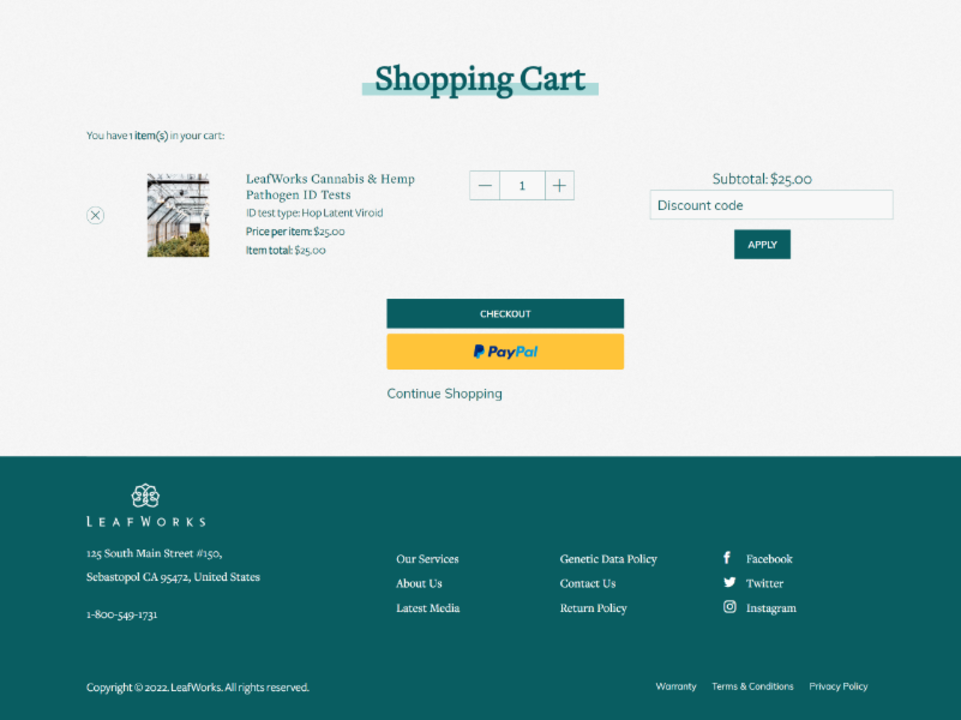 Shopping Cart
You have 1 item(s) in your cart:
LeafWorks Cannabis & Hemp
Pathogen ID Tests
ID test type: Hop Latent Viroid
Price per item: $25.00
Item total: $25.00
1
Subtotal: $25.00
Discount code
APPLY
CHECKOUT
PayPal
Continue Shopping
LEAFWORKS
125 South Main Street #150,
Sebastopol CA 95472, United States
1-800-549-1731
Our Services
About Us
Latest Media
Genetic Data Policy
Contact Us
Return Policy
Facebook
Twitter
Instagram
Copyright © 2022. LeafWorks. All rights reserved.
Warranty Terms & Conditions Privacy Policy